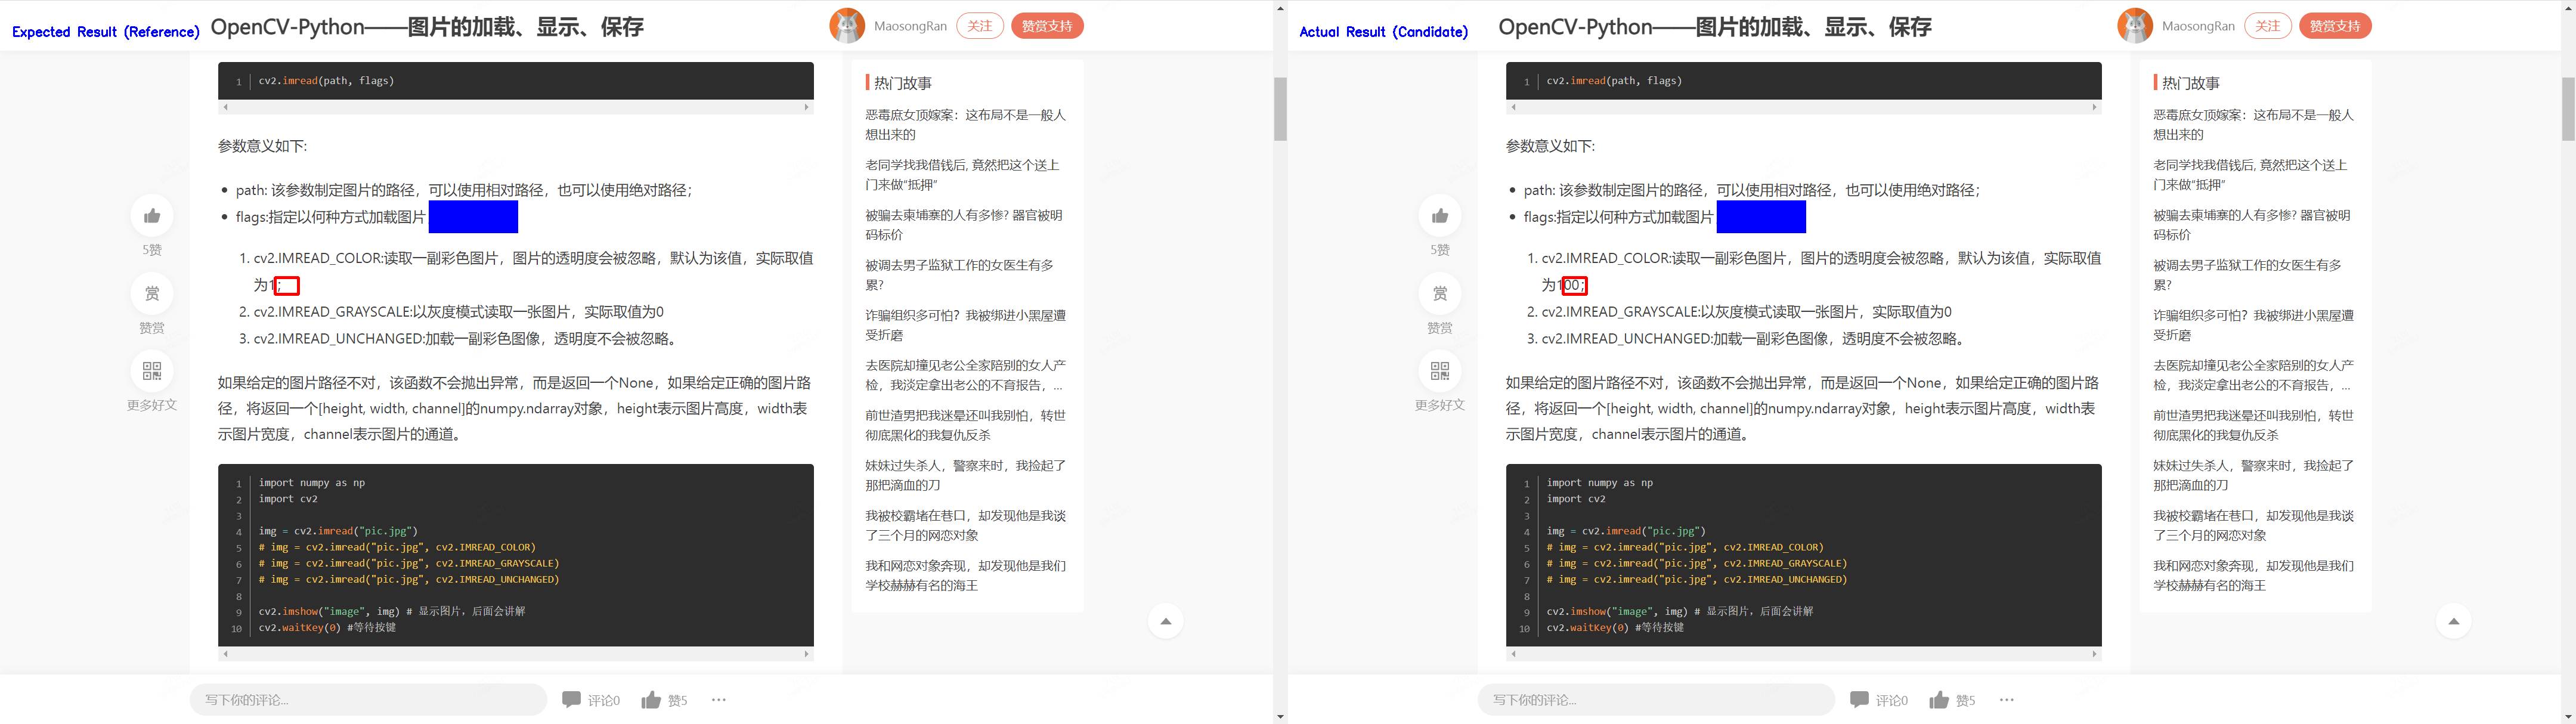 Expected Result (Reference)
OpenCV-Python——图片的加载、显示、保存
MaosongRan
关注
赞赏支持
1 cv2.imread(path, flags)
参数意义如下:
• path: 该参数制定图片的路径，可以使用相对路径，也可以使用绝对路径；
• flags:指定以何种方式加载图片
1. cv2.IMREAD_COLOR:读取一副彩色图片，图片的透明度会被忽略，默认为该值，实际取值
为1；
2. cv2.IMREAD_GRAYSCALE:以灰度模式读取一张图片，实际取值为0
3. cv2.IMREAD_UNCHANGED:加载一副彩色图像，透明度不会被忽略。
如果给定的图片路径不对，该函数不会抛出异常，而是返回一个None，如果给定正确的图片路
径，将返回一个[height, width, channel]的numpy.ndarray对象，height表示图片高度，width表
示图片宽度，channel表示图片的通道。
1 import numpy as np
2 import cv2
3
4 img = cv2.imread("pic.jpg")
5 # img = cv2.imread("pic.jpg", cv2.IMREAD_COLOR)
6 # img = cv2.imread("pic.jpg", cv2.IMREAD_GRAYSCALE)
7 # img = cv2.imread("pic.jpg", cv2.IMREAD_UNCHANGED)
8
9 cv2.imshow("image", img) # 显示图片，后面会讲解
10 cv2.waitKey(0) #等待按键
5赞
赏
赞赏
更多好文
热门故事
恶毒庶女顶嫁案：这布局不是一般人
想出来的
老同学找我借钱后, 竟然把这个送上
门来做“抵押”
被骗去柬埔寨的人有多惨? 器官被明
码标价
被调去男子监狱工作的女医生有多
累?
诈骗组织多可怕？我被绑进小黑屋遭
受折磨
去医院却撞见老公全家陪别的女人产
检，我淡定拿出老公的不育报告，...
前世渣男把我迷晕还叫我别怕，转世
彻底黑化的我复仇反杀
妹妹过失杀人，警察来时，我捡起了
那把滴血的刀
我被校霸堵在巷口，却发现他是我谈
了三个月的网恋对象
我和网恋对象奔现，却发现他是我们
学校赫赫有名的海王
写下你的评论...
评论0
赞5
Actual Result (Candidate)
OpenCV-Python——图片的加载、显示、保存
MaosongRan
关注
赞赏支持
1 cv2.imread(path, flags)
参数意义如下:
• path: 该参数制定图片的路径，可以使用相对路径，也可以使用绝对路径；
• flags:指定以何种方式加载图片
1. cv2.IMREAD_COLOR:读取一副彩色图片，图片的透明度会被忽略，默认为该值，实际取值
为100；
2. cv2.IMREAD_GRAYSCALE:以灰度模式读取一张图片，实际取值为0
3. cv2.IMREAD_UNCHANGED:加载一副彩色图像，透明度不会被忽略。
如果给定的图片路径不对，该函数不会抛出异常，而是返回一个None，如果给定正确的图片路
径，将返回一个[height, width, channel]的numpy.ndarray对象，height表示图片高度，width表
示图片宽度，channel表示图片的通道。
1 import numpy as np
2 import cv2
3
4 img = cv2.imread("pic.jpg")
5 # img = cv2.imread("pic.jpg", cv2.IMREAD_COLOR)
6 # img = cv2.imread("pic.jpg", cv2.IMREAD_GRAYSCALE)
7 # img = cv2.imread("pic.jpg", cv2.IMREAD_UNCHANGED)
8
9 cv2.imshow("image", img) # 显示图片，后面会讲解
10 cv2.waitKey(0) #等待按键
5赞
赏
赞赏
更多好文
热门故事
恶毒庶女顶嫁案：这布局不是一般人
想出来的
老同学找我借钱后, 竟然把这个送上
门来做“抵押”
被骗去柬埔寨的人有多惨? 器官被明
码标价
被调去男子监狱工作的女医生有多
累?
诈骗组织多可怕？我被绑进小黑屋遭
受折磨
去医院却撞见老公全家陪别的女人产
检，我淡定拿出老公的不育报告，...
前世渣男把我迷晕还叫我别怕，转世
彻底黑化的我复仇反杀
妹妹过失杀人，警察来时，我捡起了
那把滴血的刀
我被校霸堵在巷口，却发现他是我谈
了三个月的网恋对象
我和网恋对象奔现，却发现他是我们
学校赫赫有名的海王
写下你的评论...
评论0
赞5